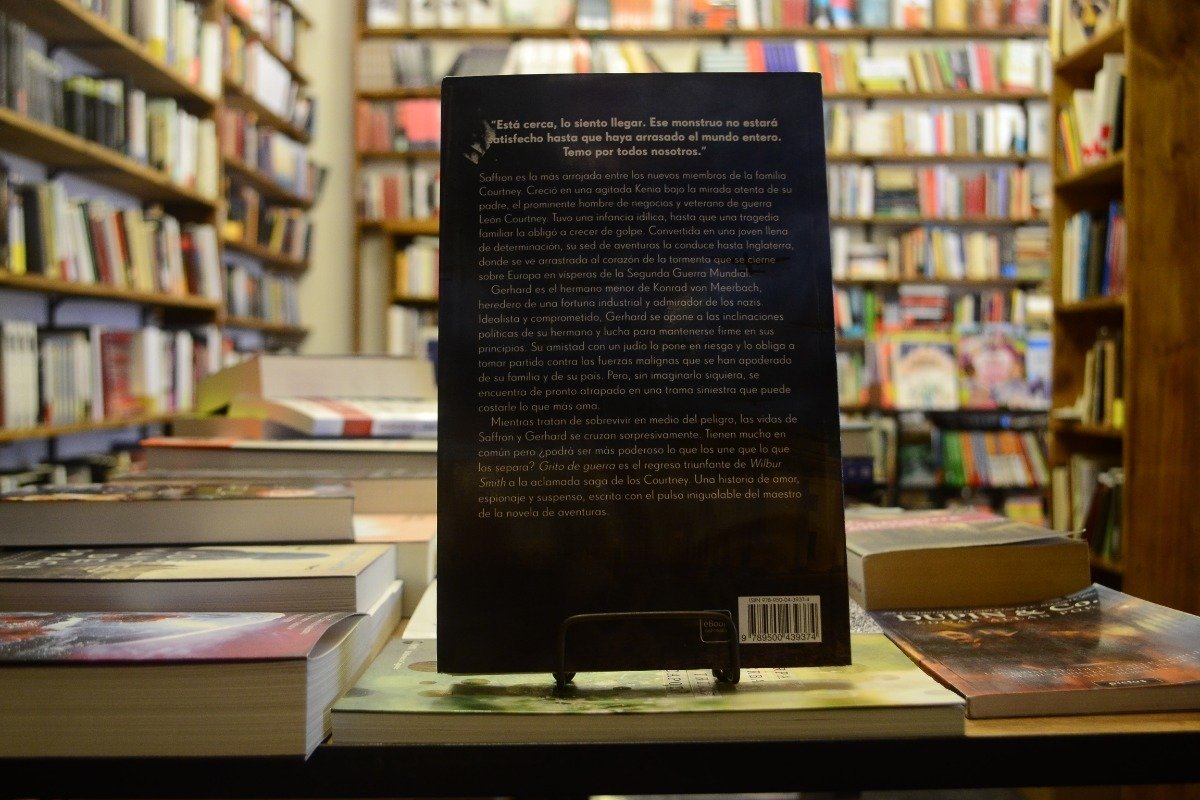 "Está cerca, lo siento llegar. Ese monstruo no estará
satisfecho hasta que haya arrasado el mundo entero.
Temo por todos nosotros."
Saffron es la más arrojada entre los nuevos miembros de la familia
Courtney. Creció en una agitada Kenia bajo la mirada atenta de su
padre, el prominente hombre de negocios y veterano de guerra
León Courtney. Tuvo una infancia idílica, hasta que una tragedia
familiar la obligó a crecer de golpe. Convertida en una joven llena
de determinación, su sed de aventuras la conduce hasta Inglaterra,
donde se ve arrastrada al corazón de la tormenta que se cierne
sobre Europa en vísperas de la Segunda Guerra Mundial.
Gerhard es el hermano menor de Konrad von Meerbach,
heredero de una fortuna industrial y admirador de los nazis.
Idealista y comprometido, Gerhard se opone a las inclinaciones
políticas de su hermano y lucha para mantenerse firme en sus
principios. Su amistad con un judío lo pone en riesgo y lo obliga a
tomar partido contra las fuerzas malignas que se han apoderado
de su familia y de su país. Pero, sin imaginarlo siquiera, se
encuentra de pronto atrapado en una trama siniestra que puede
costarle lo que más ama.
Mientras tratan de sobrevivir en medio del peligro, las vidas de
Saffron y Gerhard se cruzan sorpresivamente. Tienen mucho en
común pero ¿podrá ser más poderoso lo que los une que lo que
los separa? Grito de guerra es el regreso triunfante de Wilbur
Smith a la aclamada saga de los Courtney. Una historia de amor,
espionaje y suspenso, escrita con el pulso inigualable del maestro
de la novela de aventuras.
ISBN 978-950-04-3937-4
eBook
9 789500 439374